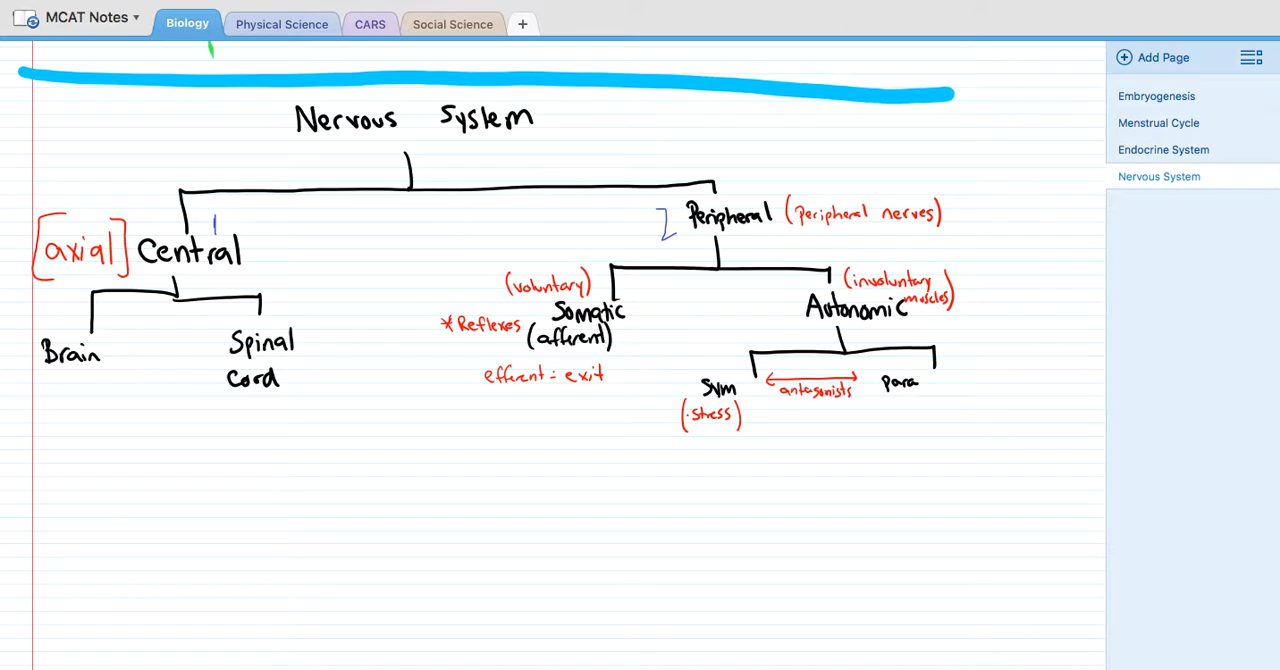 MCAT Notes
Biology
Physical Science
CARS
Social Science
+
Add Page
Embryogenesis
Menstrual Cycle
Endocrine System
Nervous System
Nervous System
1
Central
[axial]
Brain
Spinal
Cord
2
Peripheral
(Peripheral nerves)
(voluntary)
Somatic
(afferent)
*Reflexes
efferent = exit
(involuntary
muscles)
Autonomic
Sym
(·stress)
antagonists
para